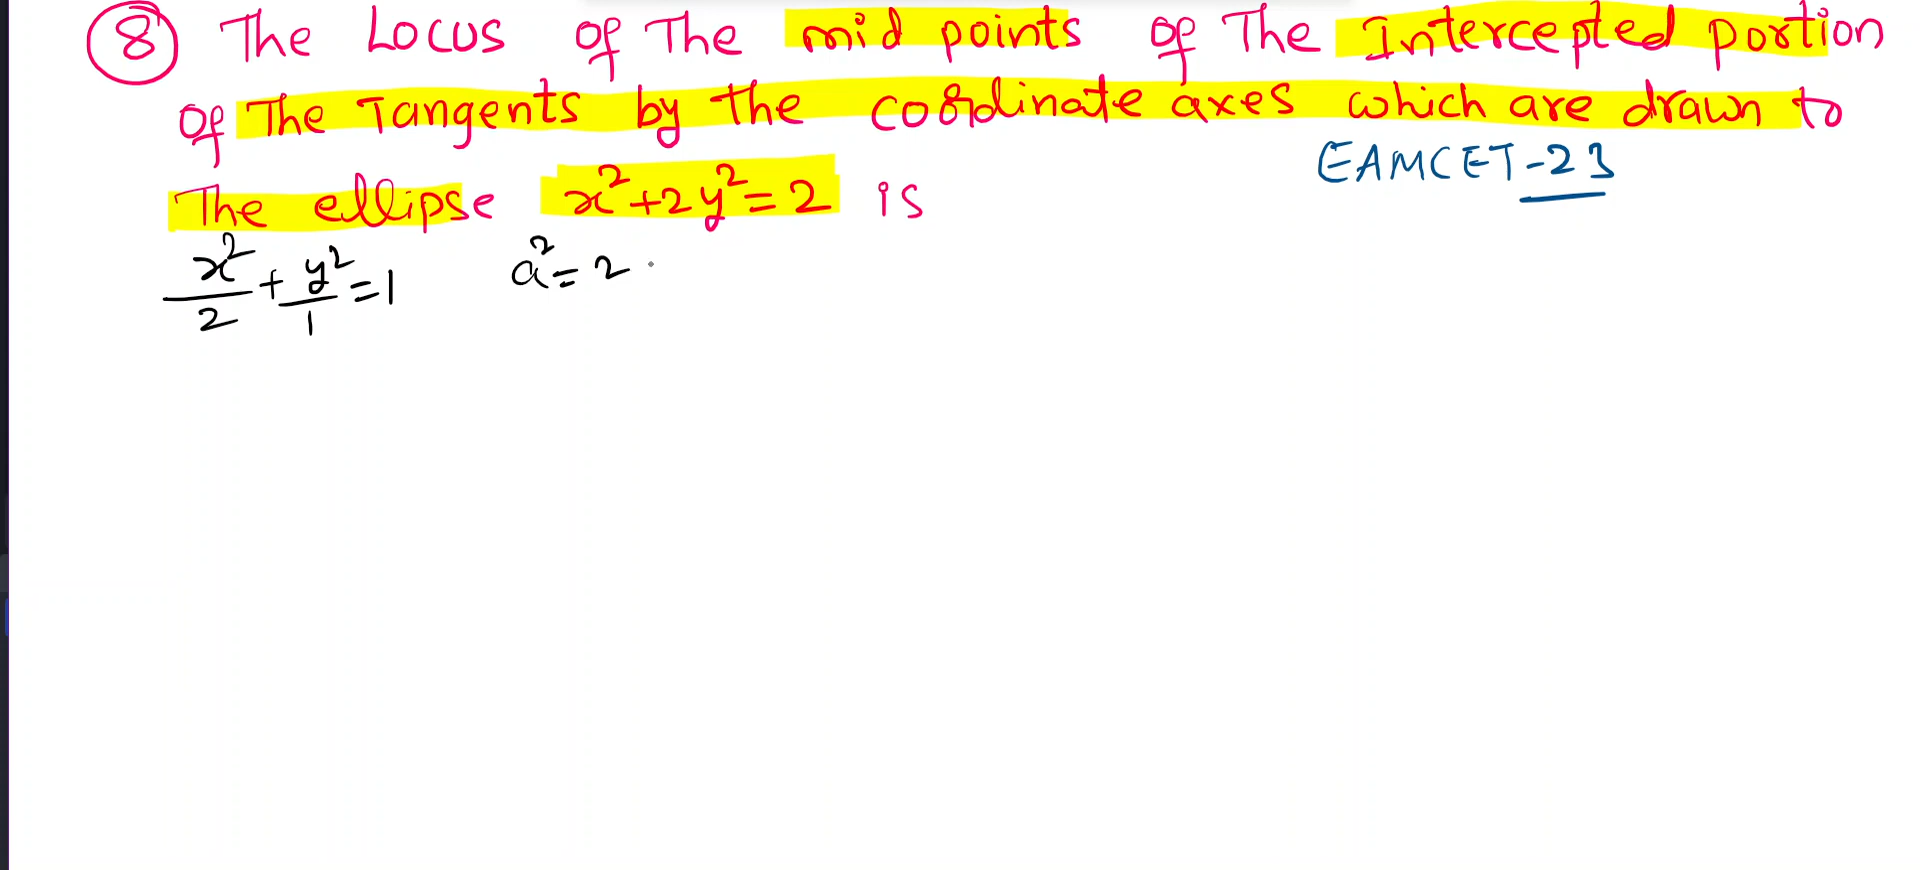 8 The Locus of The mid points of The Intercepted portion
of The Tangents by the coordinate axes which are drawn to
EAMCET-23
The ellipse x²+2y²=2 is
x²/2 + y²/1 = 1 a²=2